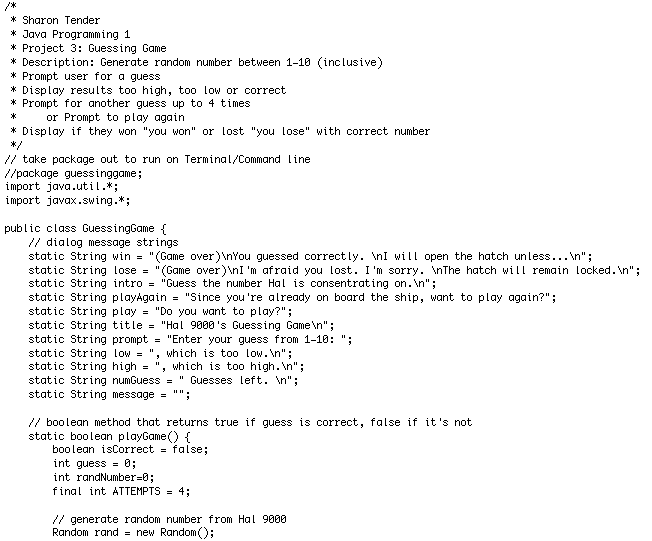 /*
 * Sharon Tender
 * Java Programming 1
 * Project 3: Guessing Game
 * Description: Generate random number between 1-10 (inclusive)
 * Prompt user for a guess
 * Display results too high, too low or correct
 * Prompt for another guess up to 4 times
 *     or Prompt to play again
 * Display if they won "you won" or lost "you lose" with correct number
 */
// take package out to run on Terminal/Command line
//package guessinggame;
import java.util.*;
import javax.swing.*;

public class GuessingGame {
    // dialog message strings
    static String win = "(Game over)\nYou guessed correctly. \nI will open the hatch unless...\n";
    static String lose = "(Game over)\nI'm afraid you lost. I'm sorry. \nThe hatch will remain locked.\n";
    static String intro = "Guess the number Hal is consentrating on.\n";
    static String playAgain = "Since you're already on board the ship, want to play again?";
    static String play = "Do you want to play?";
    static String title = "Hal 9000's Guessing Game\n";
    static String prompt = "Enter your guess from 1-10: ";
    static String low = ", which is too low.\n";
    static String high = ", which is too high.\n";
    static String numGuess = " Guesses left. \n";
    static String message = "";

    // boolean method that returns true if guess is correct, false if it's not
    static boolean playGame() {
        boolean isCorrect = false;
        int guess = 0;
        int randNumber=0;
        final int ATTEMPTS = 4;

        // generate random number from Hal 9000
        Random rand = new Random();